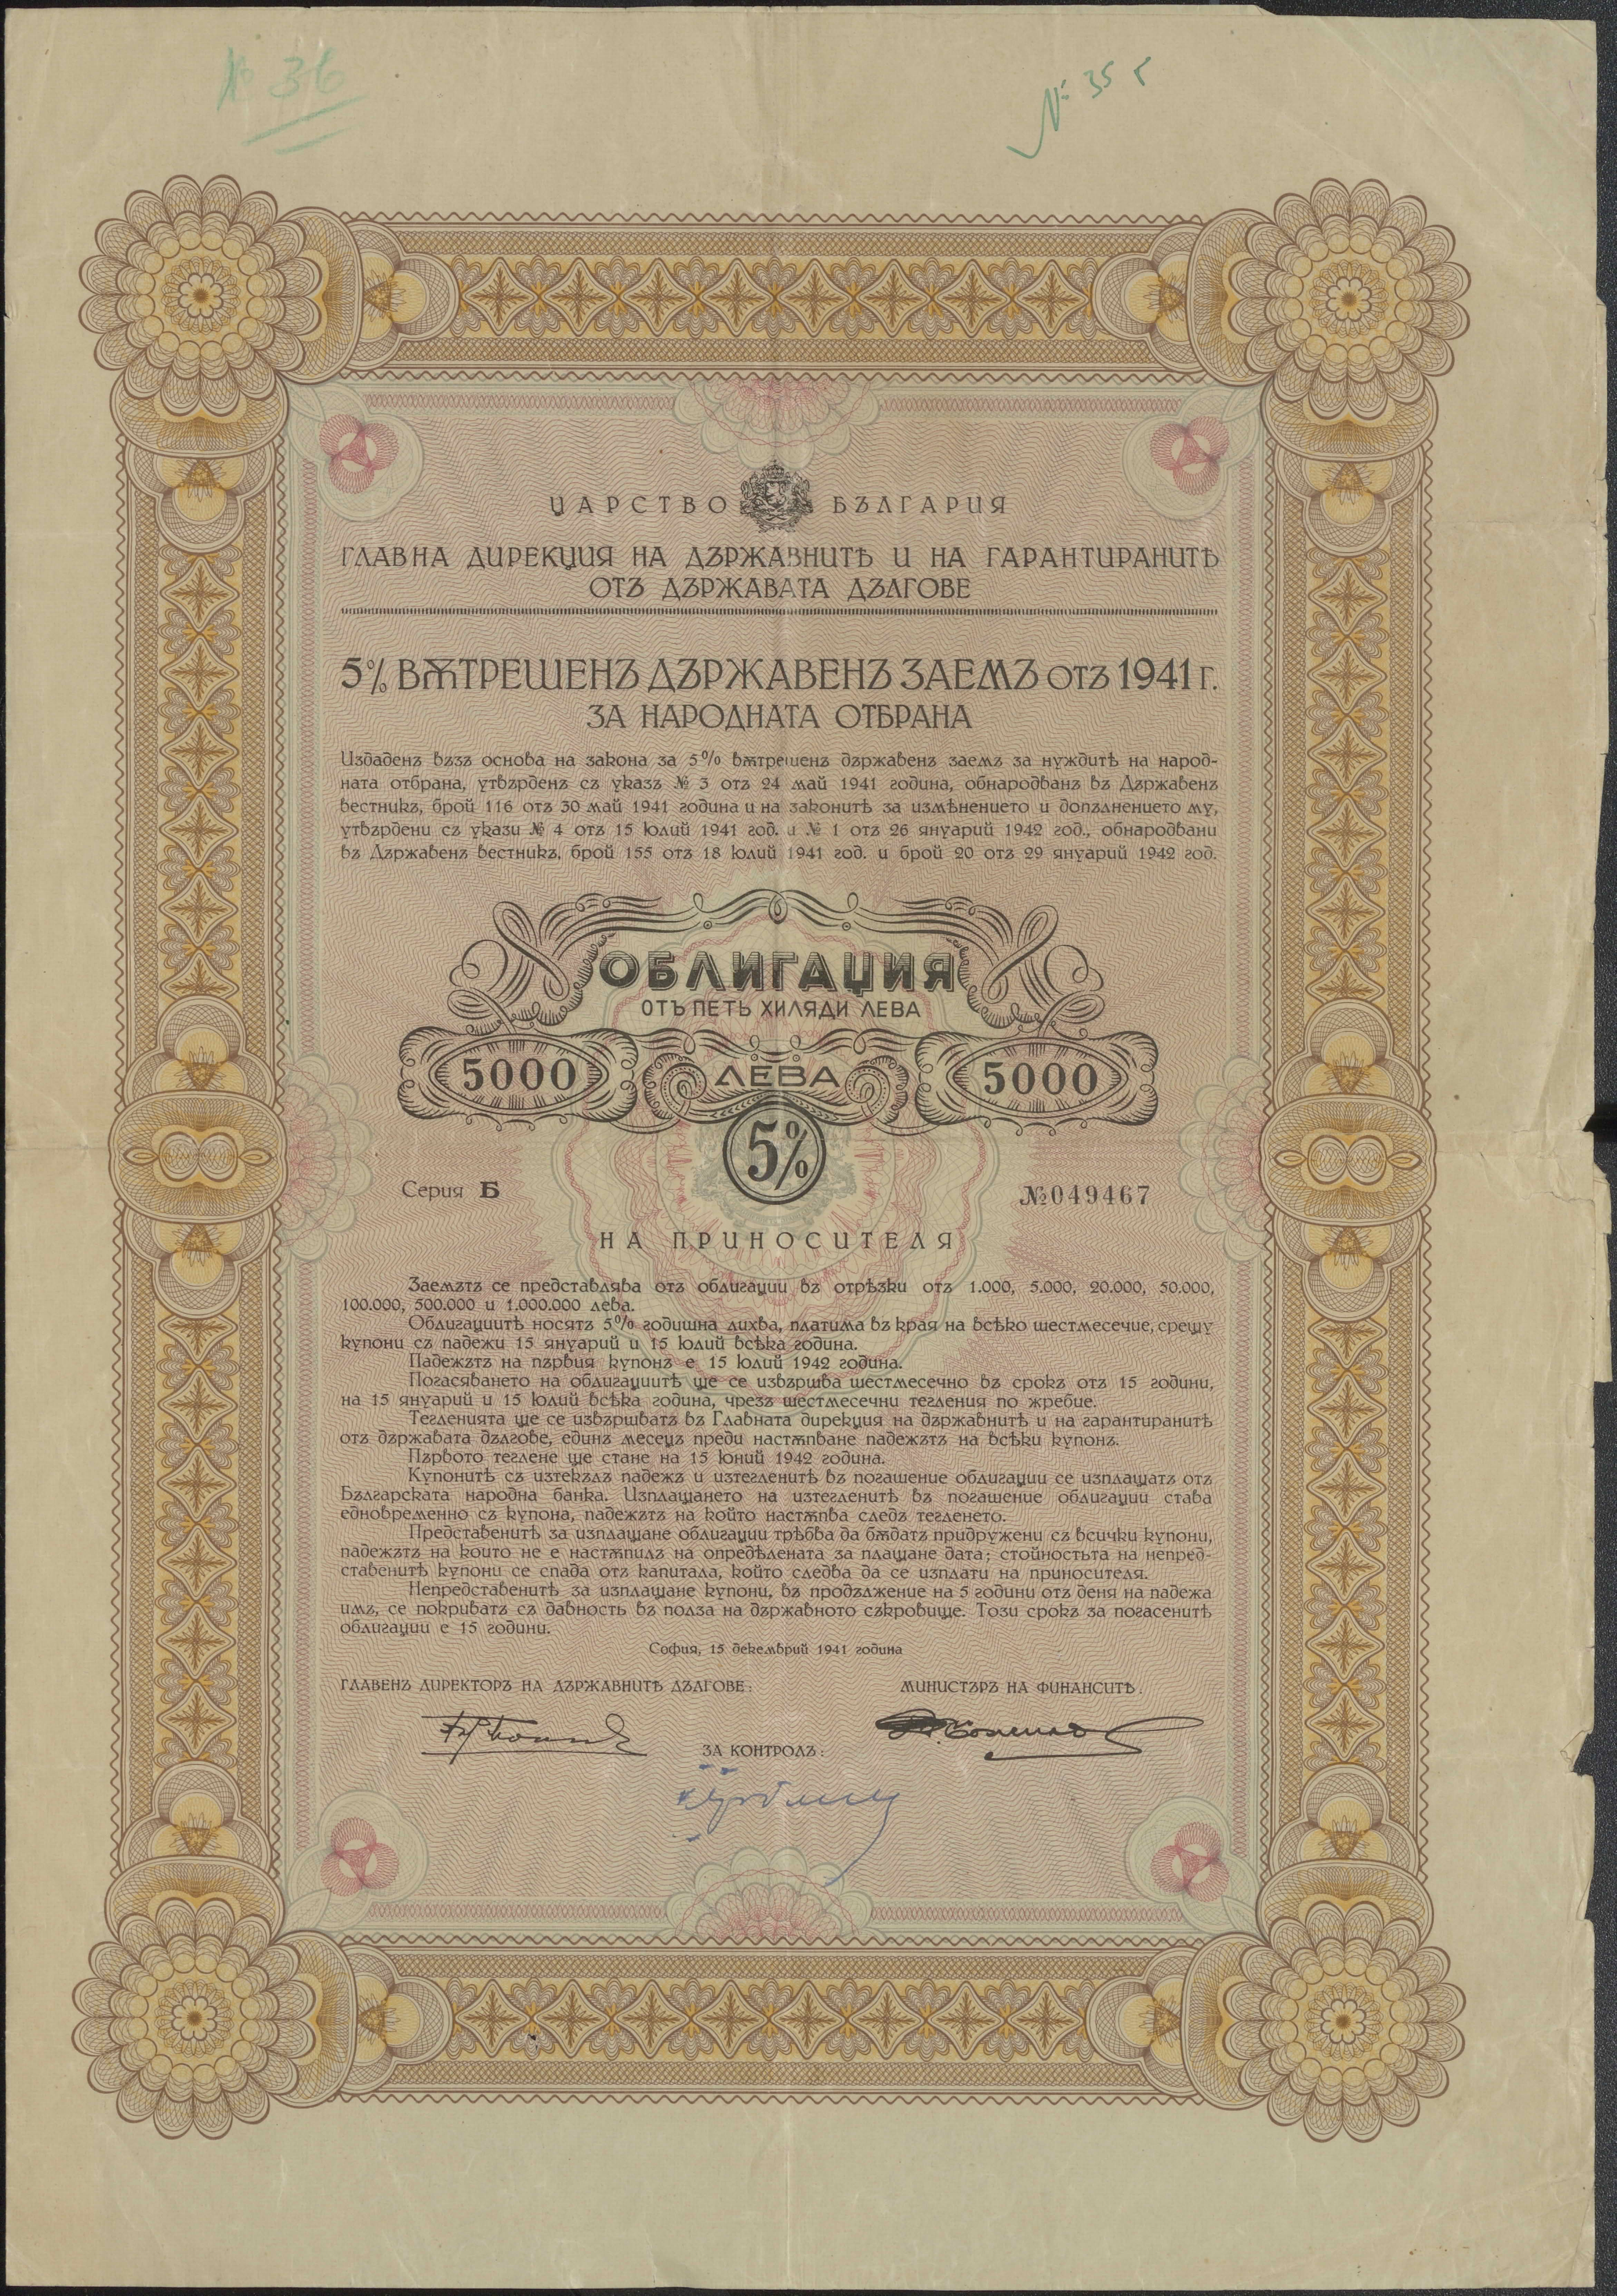 № 36
№ 35
ЦАРСТВО БЪЛГАРИЯ
ГЛАВНА ДИРЕКЦИЯ НА ДЪРЖАВНИТѢ И НА ГАРАНТИРАНИТѢ
ОТЪ ДЪРЖАВАТА ДЪЛГОВЕ
5% ВѪТРЕШЕНЪ ДЪРЖАВЕНЪ ЗАЕМЪ отъ 1941 г.
ЗА НАРОДНАТА ОТБРАНА
Издаденъ възъ основа на закона за 5% вѫтрешенъ държавенъ заемъ за нуждитѣ на народ-
ната отбрана, утвърденъ съ указъ № 3 отъ 24 май 1941 година, обнародванъ въ Държавенъ
вестникъ, брой 116 отъ 30 май 1941 година и на законитѣ за измѣнението и допълнението му,
утвърдени съ укази № 4 отъ 15 юлий 1941 год. и № 1 отъ 26 януарий 1942 год., обнародвани
въ Държавенъ вестникъ, брой 155 отъ 18 юлий 1941 год. и брой 20 отъ 29 януарий 1942 год.
ОБЛИГАЦИЯ
ОТЪ ПЕТЬ ХИЛЯДИ ЛЕВА
5000 ЛЕВА 5000
5%
Серия Б №049467
НА ПРИНОСИТЕЛЯ
Заемътъ се представлява отъ облигации въ отрѣзки отъ 1.000, 5.000, 20.000, 50.000,
100.000, 500.000 и 1.000.000 лева.
Облигациитѣ носятъ 5% годишна лихва, платима въ края на всѣко шестмесечие, срещу
купони съ падежи 15 януарий и 15 юлий всѣка година.
Падежътъ на първия купонъ е 15 юлий 1942 година.
Погасяването на облигациитѣ ще се извършва шестмесечно въ срокъ отъ 15 години,
на 15 януарий и 15 юлий всѣка година, чрезъ шестмесечни тегления по жребие.
Тегленията ще се извършватъ въ Главната дирекция на държавнитѣ и на гарантиранитѣ
отъ държавата дългове, единъ месецъ преди настѫпване падежътъ на всѣки купонъ.
Първото теглене ще стане на 15 юний 1942 година.
Купонитѣ съ изтекълъ падежъ и изтегленитѣ въ погашение облигации се изплащатъ отъ
Българската народна банка. Изплащането на изтегленитѣ въ погашение облигации става
едновременно съ купона, падежътъ на който настѫпва следъ тегленето.
Представенитѣ за изплащане облигации трѣбва да бѫдатъ придружени съ всички купони,
падежътъ на които не е настѫпилъ на опредѣлената за плащане дата; стойностьта на непред-
ставенитѣ купони се спада отъ капитала, който следва да се изплати на приносителя.
Непредставенитѣ за изплащане купони, въ продължение на 5 години отъ деня на падежа
имъ, се покриватъ съ давность въ полза на държавното съкровище. Този срокъ за погасенитѣ
облигации е 15 години.
София, 15 декемврий 1941 година
ГЛАВЕНЪ ДИРЕКТОРЪ НА ДЪРЖАВНИТѢ ДЪЛГОВЕ: МИНИСТЪРЪ НА ФИНАНСИТѢ:
ЗА КОНТРОЛЪ: